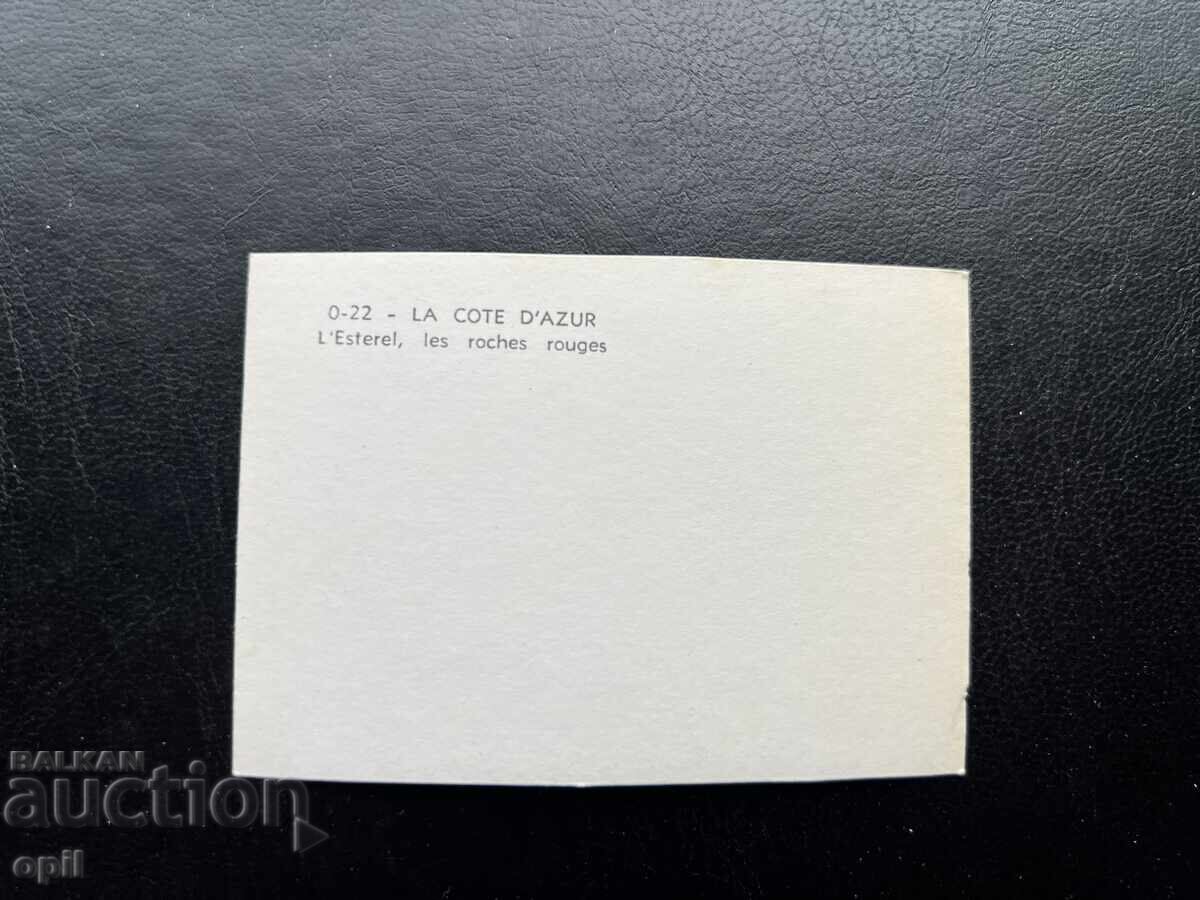 0-22 - LA COTE D'AZUR
L'Esterel, les roches rouges
BALKAN
auction
opil